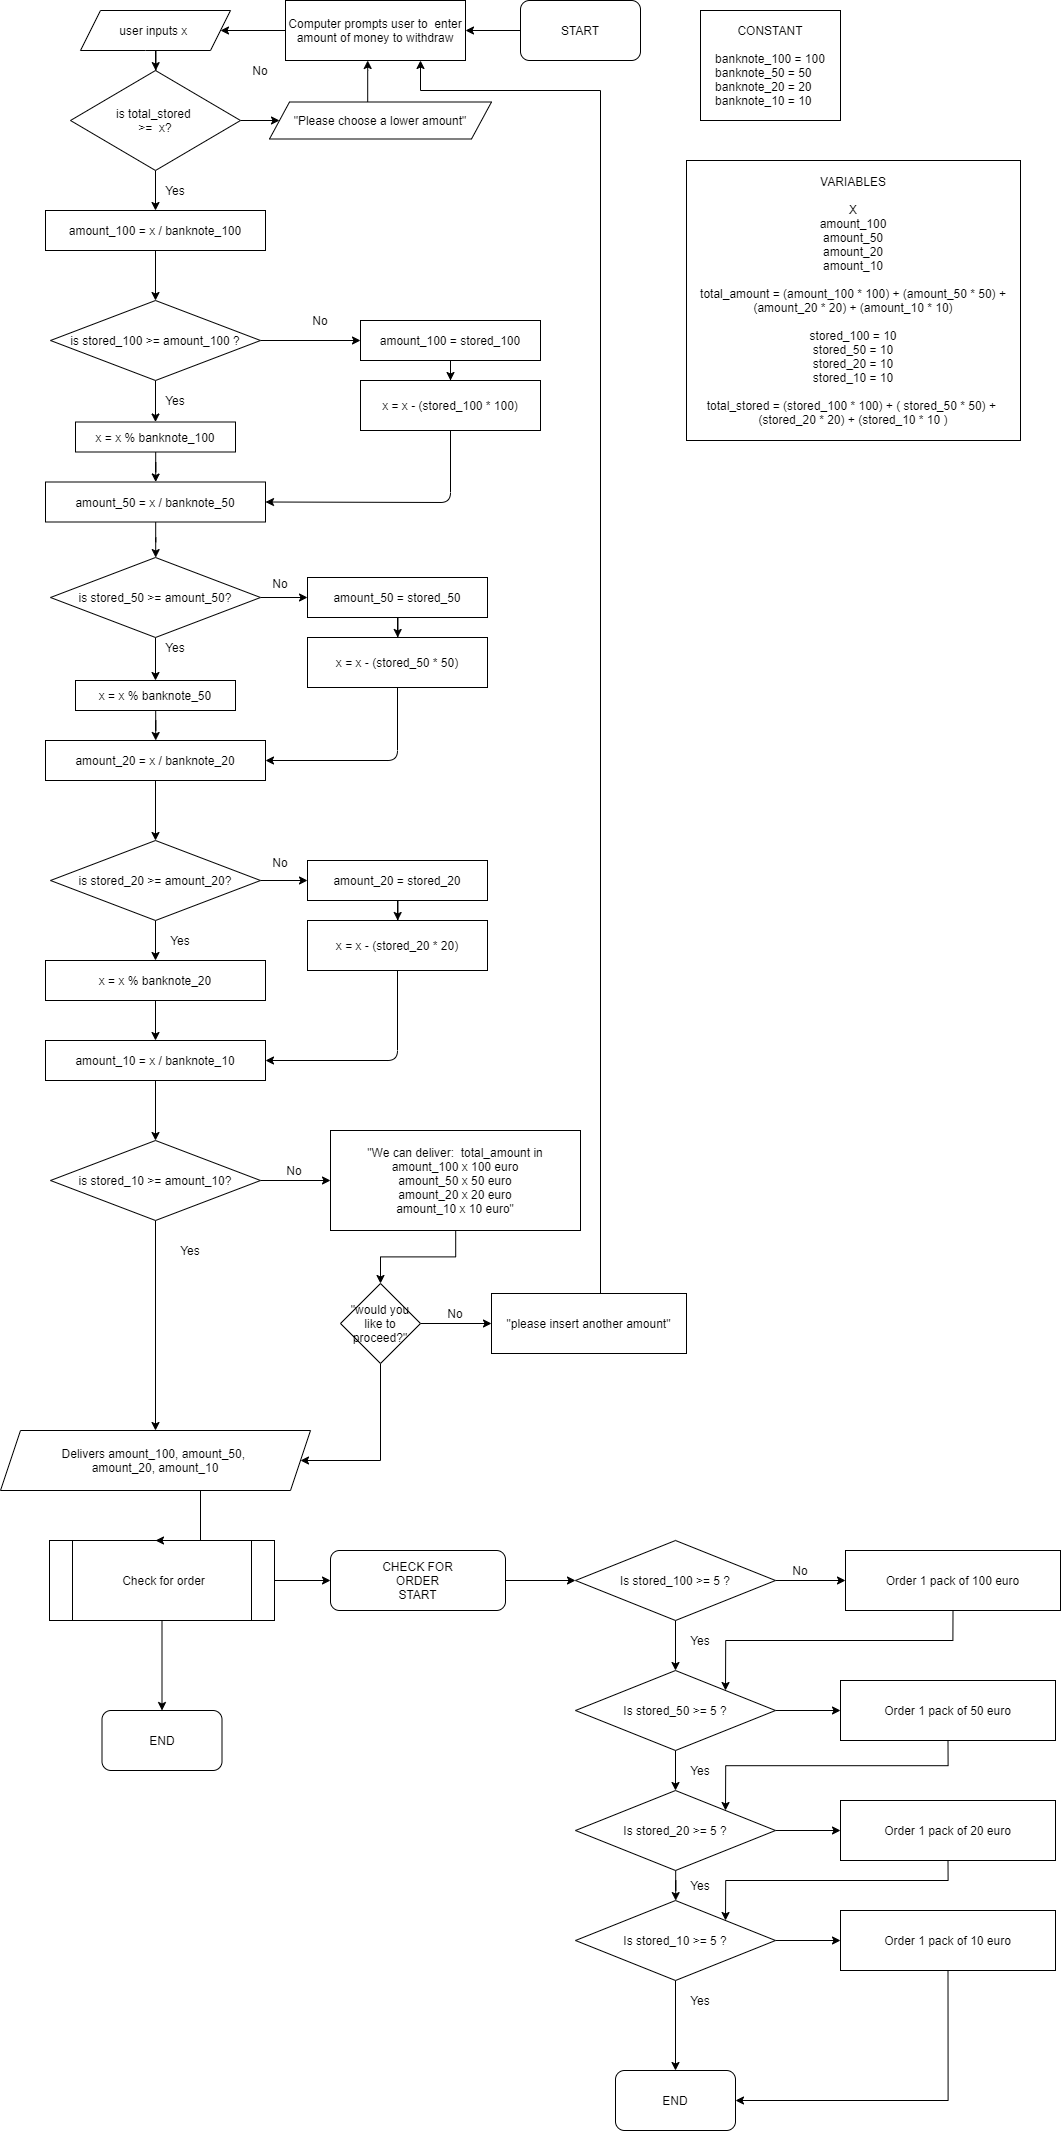 START
Computer prompts user to  enter
amount of money to withdraw
user inputs x
No
is total_stored
>=  x?
"Please choose a lower amount"
Yes
amount_100 = x / banknote_100
is stored_100 >= amount_100 ?
No
amount_100 = stored_100
x = x - (stored_100 * 100)
Yes
x = x % banknote_100
amount_50 = x / banknote_50
is stored_50 >= amount_50?
No
amount_50 = stored_50
x = x - (stored_50 * 50)
Yes
x = x % banknote_50
amount_20 = x / banknote_20
is stored_20 >= amount_20?
No
amount_20 = stored_20
x = x - (stored_20 * 20)
Yes
x = x % banknote_20
amount_10 = x / banknote_10
is stored_10 >= amount_10?
No
"We can deliver:  total_amount in
amount_100 x 100 euro
amount_50 x 50 euro
amount_20 x 20 euro
amount_10 x 10 euro"
Yes
"would you
like to
proceed?"
No
"please insert another amount"
Delivers amount_100, amount_50,
amount_20, amount_10
Check for order
END
CHECK FOR
ORDER
START
Is stored_100 >= 5 ?
No
Order 1 pack of 100 euro
Yes
Is stored_50 >= 5 ?
Order 1 pack of 50 euro
Yes
Is stored_20 >= 5 ?
Order 1 pack of 20 euro
Yes
Is stored_10 >= 5 ?
Order 1 pack of 10 euro
Yes
END
CONSTANT
banknote_100 = 100
banknote_50 = 50
banknote_20 = 20
banknote_10 = 10
VARIABLES
X
amount_100
amount_50
amount_20
amount_10
total_amount = (amount_100 * 100) + (amount_50 * 50) +
(amount_20 * 20) + (amount_10 * 10)
stored_100 = 10
stored_50 = 10
stored_20 = 10
stored_10 = 10
total_stored = (stored_100 * 100) + ( stored_50 * 50) +
(stored_20 * 20) + (stored_10 * 10 )